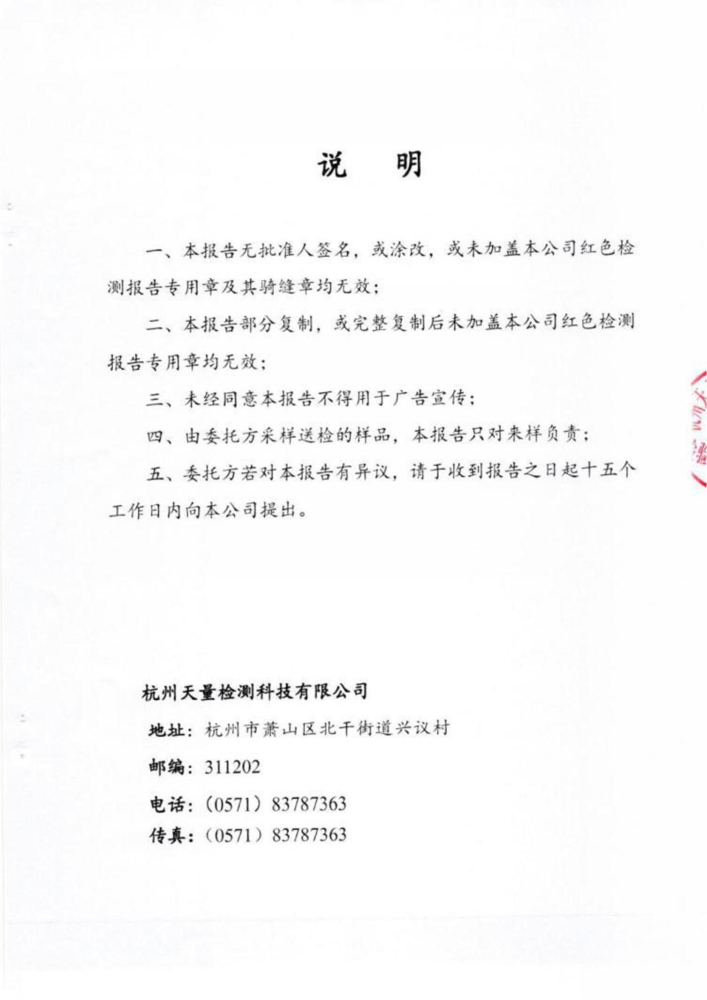 说 明
一、本报告无批准人签名，或涂改，或未加盖本公司红色检
测报告专用章及其骑缝章均无效；
二、本报告部分复制，或完整复制后未加盖本公司红色检测
报告专用章均无效；
三、未经同意本报告不得用于广告宣传；
四、由委托方采样送检的样品，本报告只对来样负责；
五、委托方若对本报告有异议，请于收到报告之日起十五个
工作日内向本公司提出。
杭州天量检测科技有限公司
地址：杭州市萧山区北干街道兴议村
邮编：311202
电话：（0571）83787363
传真：（0571）83787363